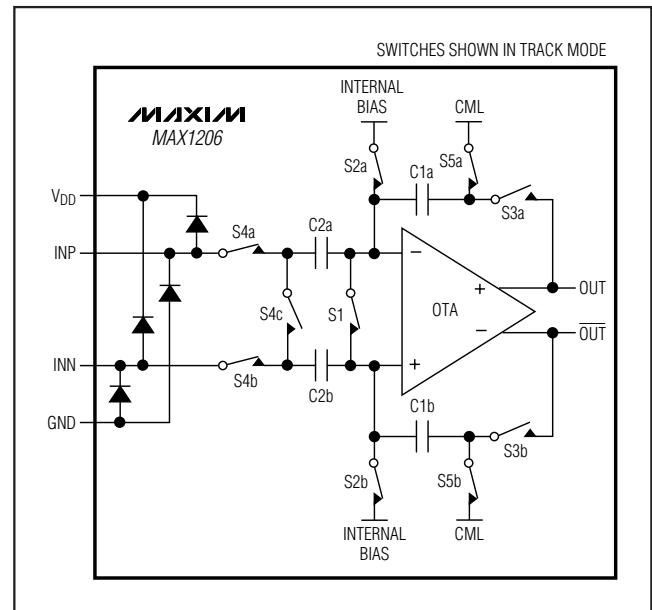 SWITCHES SHOWN IN TRACK MODE
MAXIM
MAX1206
INTERNAL
BIAS
CML
S2a
C1a
S5a
S3a
VDD
INP
S4a
C2a
S4c
S1
OTA
OUT
OUT
INN
S4b
C2b
C1b
GND
S2b
S5b
S3b
INTERNAL
BIAS
CML